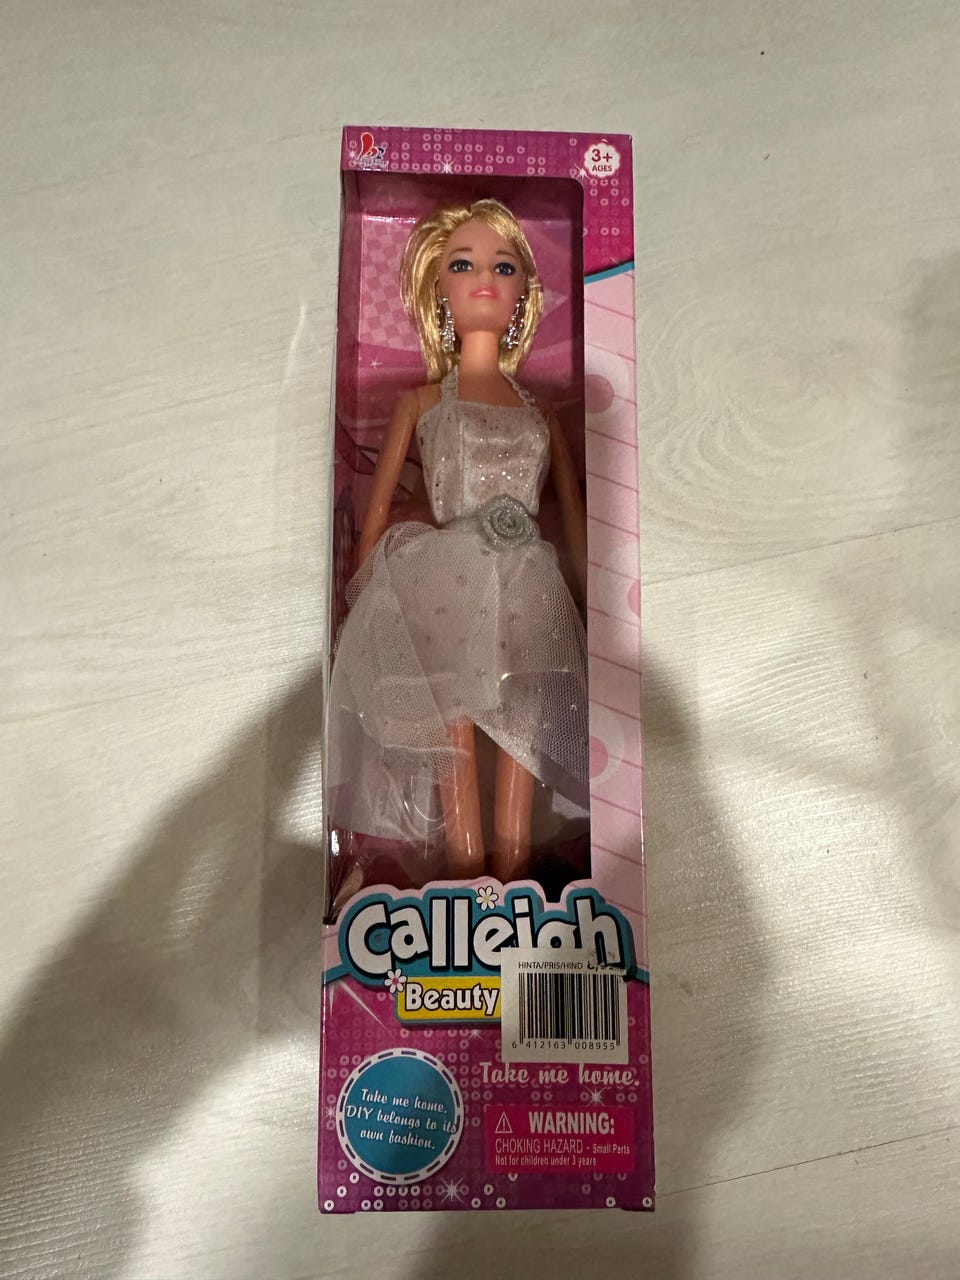 3+
AGES
Calleigh
Beauty
HINTA/PRIS/HIND
6 412163 008955
Take me home.
Take me home.
DIY belongs to its
own fashion.
WARNING:
CHOKING HAZARD - Small Parts
Not for children under 3 years